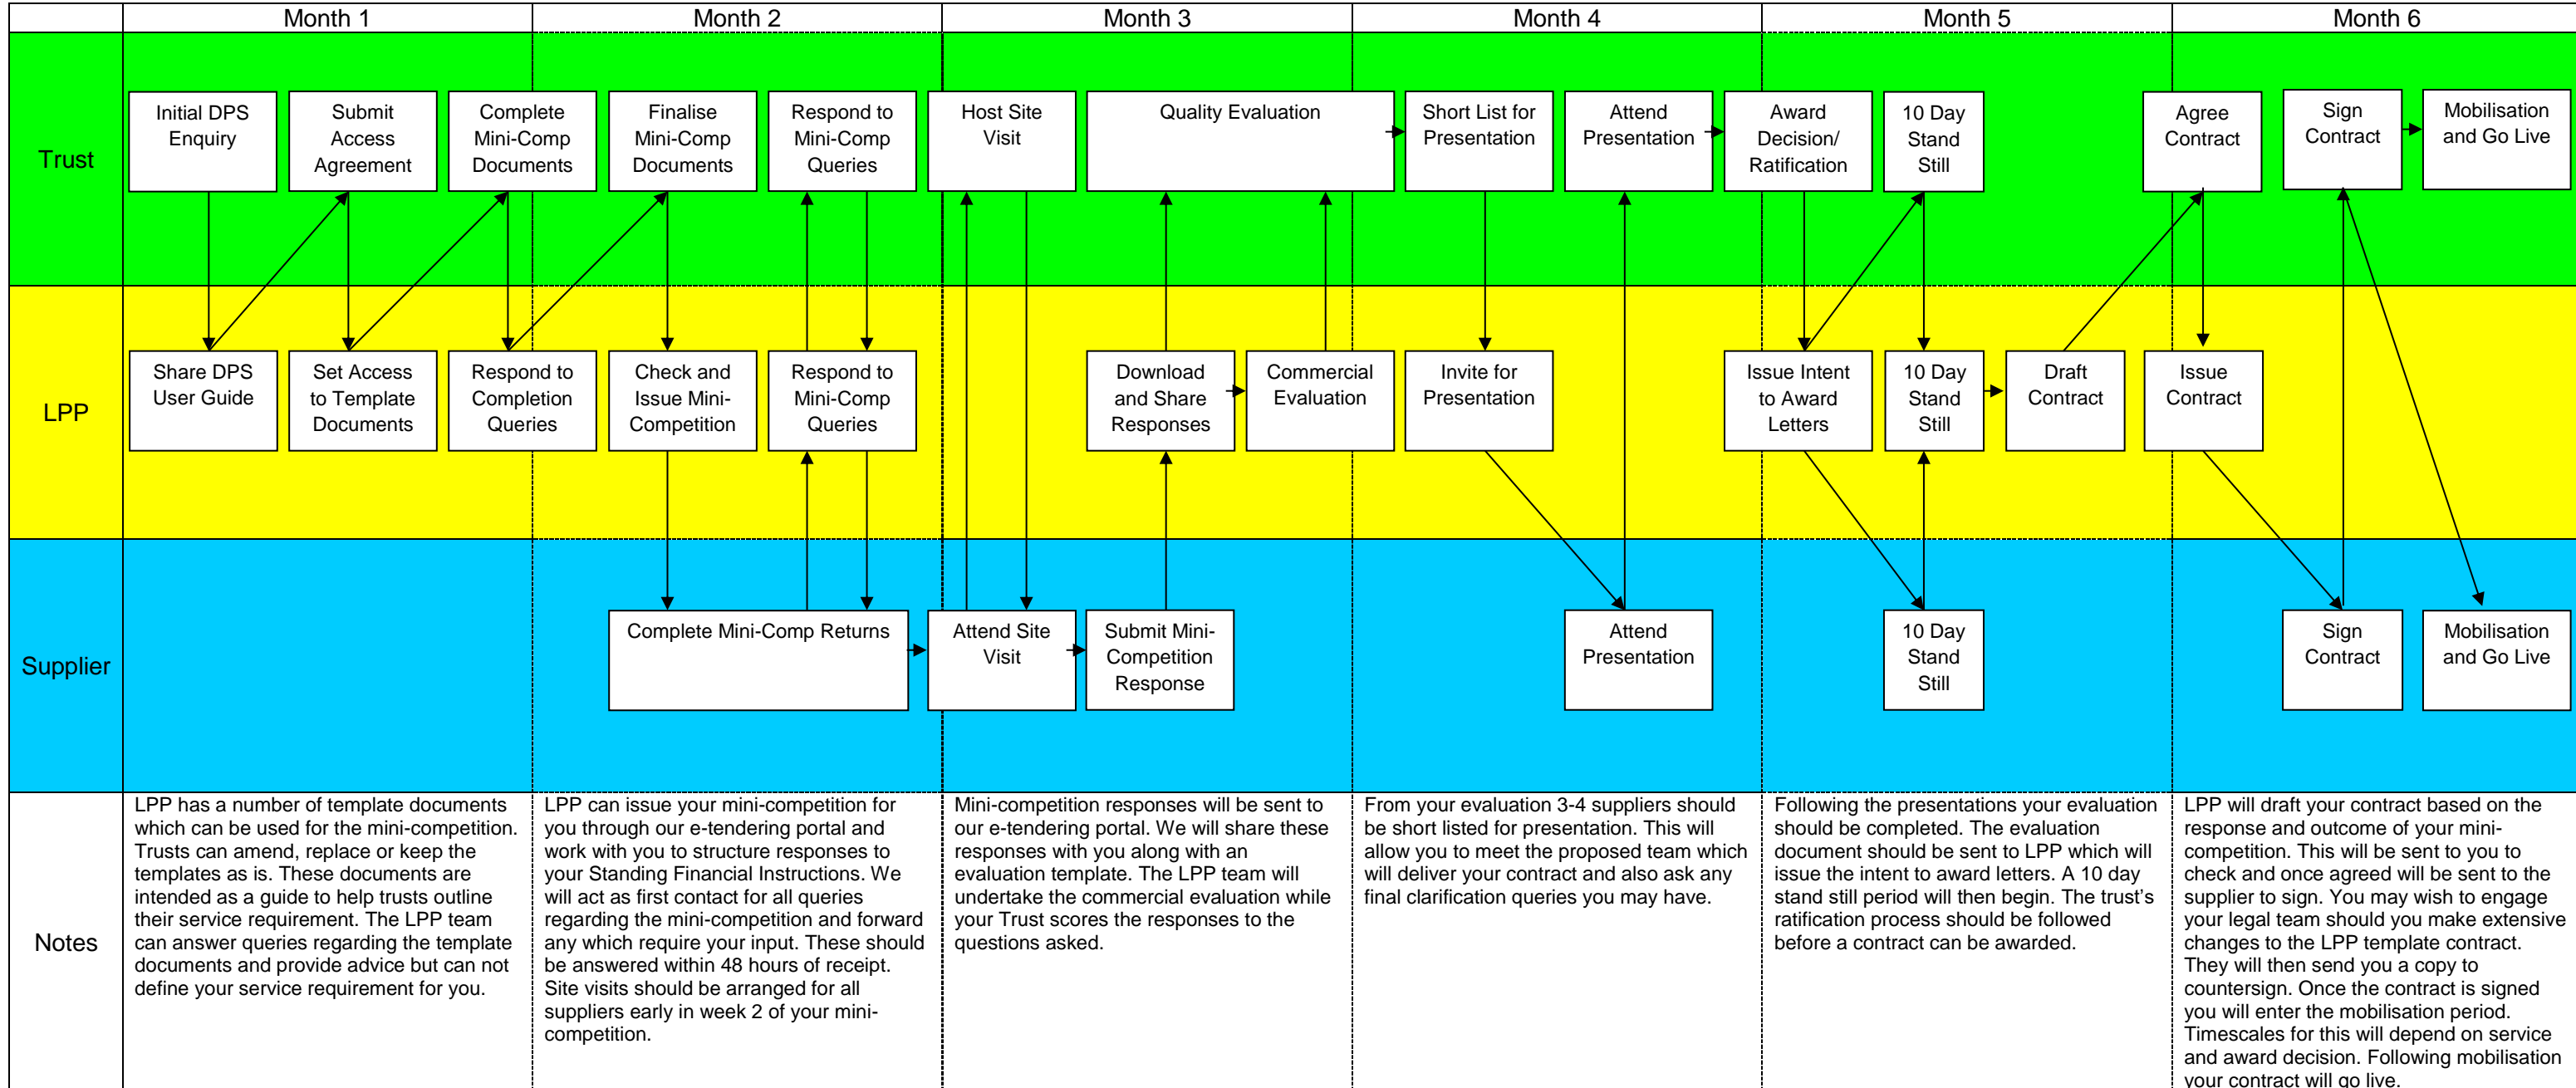 Month 1
Month 2
Month 3
Month 4
Month 5
Month 6
Trust
Initial DPS
Enquiry
Submit
Access
Agreement
Complete
Mini-Comp
Documents
Finalise
Mini-Comp
Documents
Respond to
Mini-Comp
Queries
Host Site
Visit
Quality Evaluation
Short List for
Presentation
Attend
Presentation
Award
Decision/
Ratification
10 Day
Stand
Still
Agree
Contract
Sign
Contract
Mobilisation
and Go Live
LPP
Share DPS
User Guide
Set Access
to Template
Documents
Respond to
Completion
Queries
Check and
Issue Mini-
Competition
Respond to
Mini-Comp
Queries
Download
and Share
Responses
Commercial
Evaluation
Invite for
Presentation
Issue Intent
to Award
Letters
10 Day
Stand
Still
Draft
Contract
Issue
Contract
Supplier
Complete Mini-Comp Returns
Attend Site
Visit
Submit Mini-
Competition
Response
Attend
Presentation
10 Day
Stand
Still
Sign
Contract
Mobilisation
and Go Live
Notes
LPP has a number of template documents
which can be used for the mini-competition.
Trusts can amend, replace or keep the
templates as is. These documents are
intended as a guide to help trusts outline
their service requirement. The LPP team
can answer queries regarding the template
documents and provide advice but can not
define your service requirement for you.
LPP can issue your mini-competition for
you through our e-tendering portal and
work with you to structure responses to
your Standing Financial Instructions. We
will act as first contact for all queries
regarding the mini-competition and forward
any which require your input. These should
be answered within 48 hours of receipt.
Site visits should be arranged for all
suppliers early in week 2 of your mini-
competition.
Mini-competition responses will be sent to
our e-tendering portal. We will share these
responses with you along with an
evaluation template. The LPP team will
undertake the commercial evaluation while
your Trust scores the responses to the
questions asked.
From your evaluation 3-4 suppliers should
be short listed for presentation. This will
allow you to meet the proposed team which
will deliver your contract and also ask any
final clarification queries you may have.
Following the presentations your evaluation
should be completed. The evaluation
document should be sent to LPP which will
issue the intent to award letters. A 10 day
stand still period will then begin. The trust's
ratification process should be followed
before a contract can be awarded.
LPP will draft your contract based on the
response and outcome of your mini-
competition. This will be sent to you to
check and once agreed will be sent to the
supplier to sign. You may wish to engage
your legal team should you make extensive
changes to the LPP template contract.
They will then send you a copy to
countersign. Once the contract is signed
you will enter the mobilisation period.
Timescales for this will depend on service
and award decision. Following mobilisation
your contract will go live.